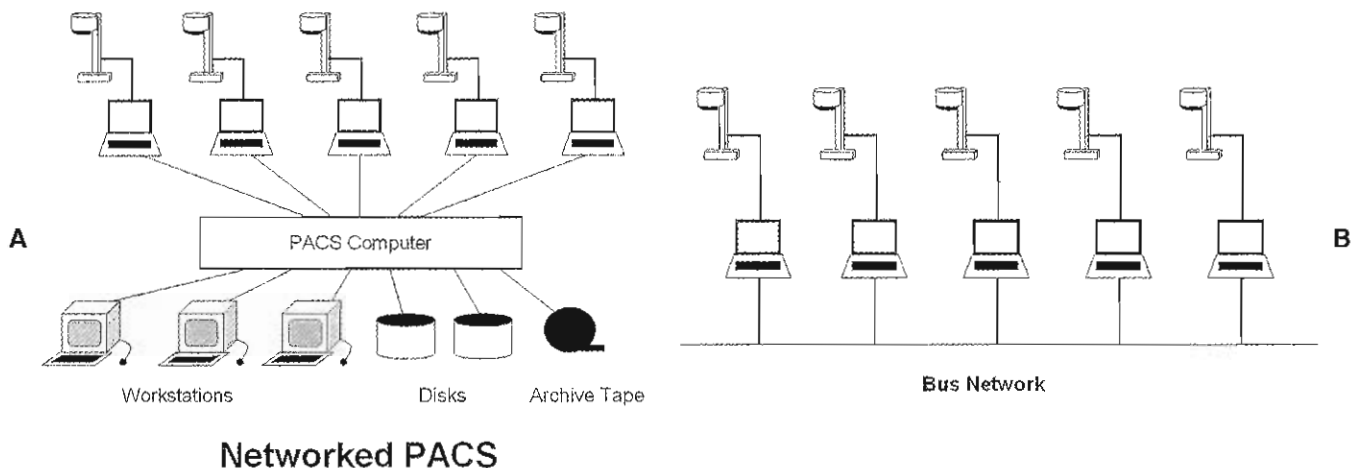 A
PACS Computer
Workstations
Disks
Archive Tape
Networked PACS
B
Bus Network